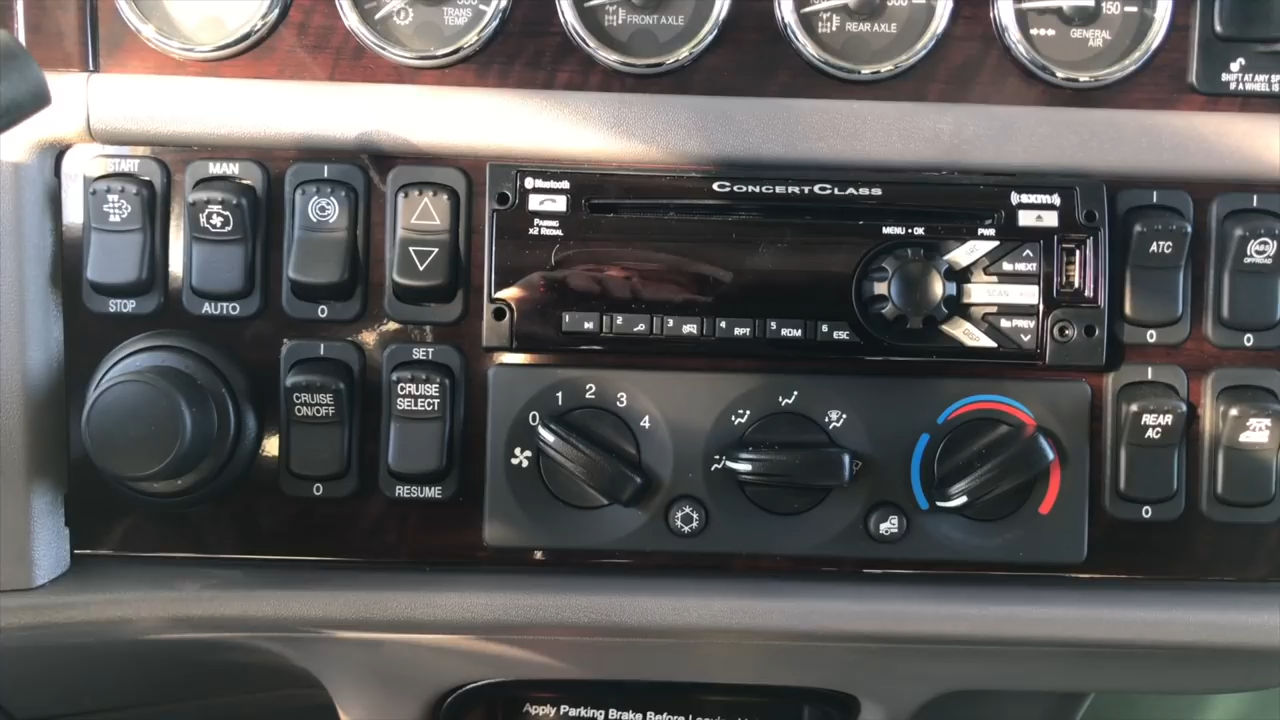 TRANS
TEMP
FRONT AXLE
REAR AXLE
150
GENERAL
AIR
SHIFT AT ANY
IF A WHEEL IS
START
STOP
MAN
AUTO
I
O
Bluetooth
PAIRING
X2 REDIAL
CONCERTCLASS
((SXM))
MENU • OK
PWR
NEXT
SCAN
PREV
DISP
1
2
3
4 RPT
5 RDM
6 ESC
I
ATC
O
I
OFFROAD
O
I
CRUISE
ON/OFF
O
SET
CRUISE
SELECT
RESUME
0
1
2
3
4
I
REAR
AC
O
Apply Parking Brake Before